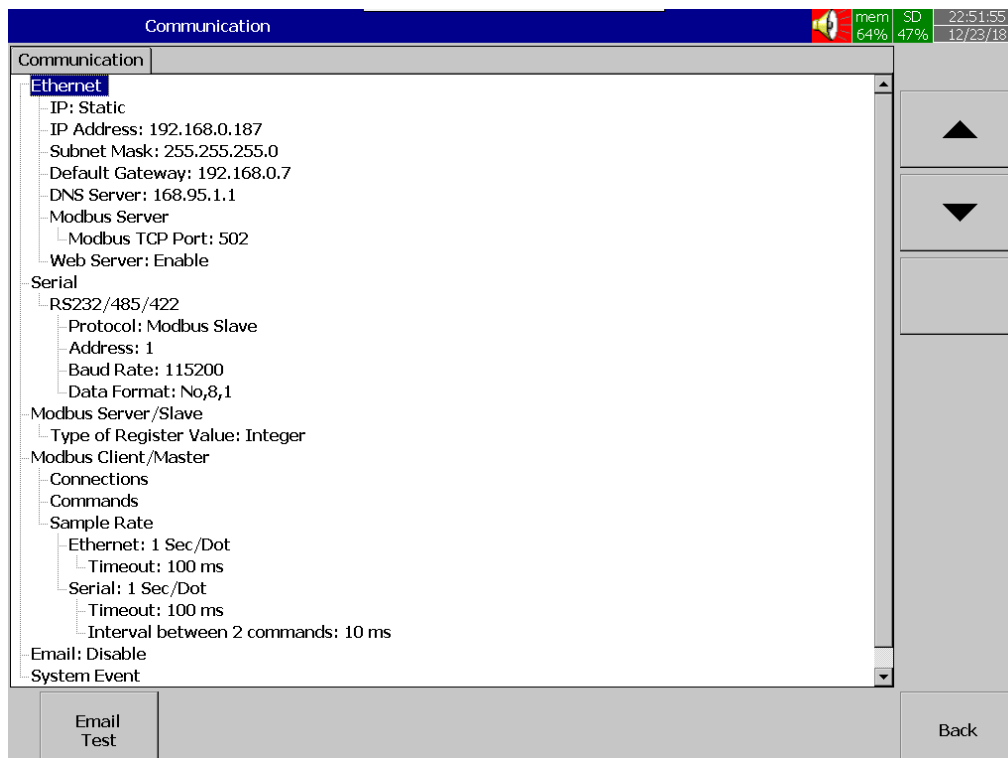 Communication
mem SD 22:51:55
64% 47% 12/23/18
Communication
Ethernet
IP: Static
IP Address: 192.168.0.187
Subnet Mask: 255.255.255.0
Default Gateway: 192.168.0.7
DNS Server: 168.95.1.1
Modbus Server
Modbus TCP Port: 502
Web Server: Enable
Serial
RS232/485/422
Protocol: Modbus Slave
Address: 1
Baud Rate: 115200
Data Format: No,8,1
Modbus Server/Slave
Type of Register Value: Integer
Modbus Client/Master
Connections
Commands
Sample Rate
Ethernet: 1 Sec/Dot
Timeout: 100 ms
Serial: 1 Sec/Dot
Timeout: 100 ms
Interval between 2 commands: 10 ms
Email: Disable
System Event
Email
Test
Back